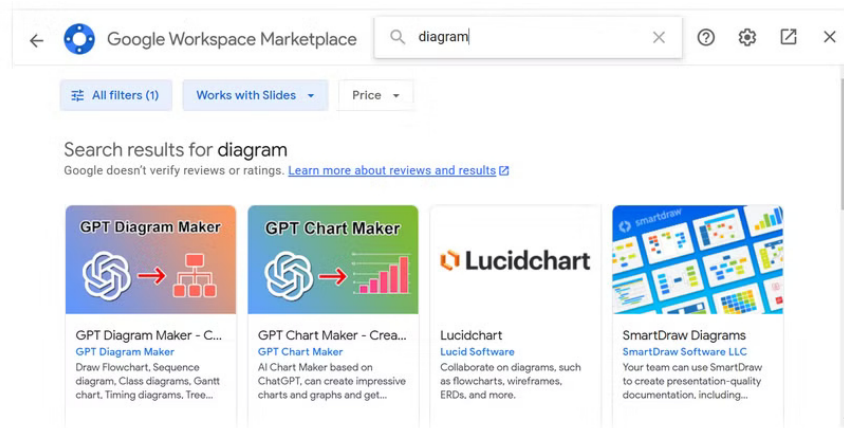 Google Workspace Marketplace
diagram
All filters (1)
Works with Slides
Price
Search results for diagram
Google doesn't verify reviews or ratings. Learn more about reviews and results
GPT Diagram Maker
GPT Chart Maker
Lucidchart
smartdraw
GPT Diagram Maker - C...
GPT Diagram Maker
Draw Flowchart, Sequence
diagram, Class diagrams, Gantt
chart, Timing diagrams, Tree...
GPT Chart Maker - Crea...
GPT Chart Maker
AI Chart Maker based on
ChatGPT, can create impressive
charts and graphs and get...
Lucidchart
Lucid Software
Collaborate on diagrams, such
as flowcharts, wireframes,
ERDs, and more.
SmartDraw Diagrams
SmartDraw Software LLC
Your team can use SmartDraw
to create presentation-quality
documentation, including...